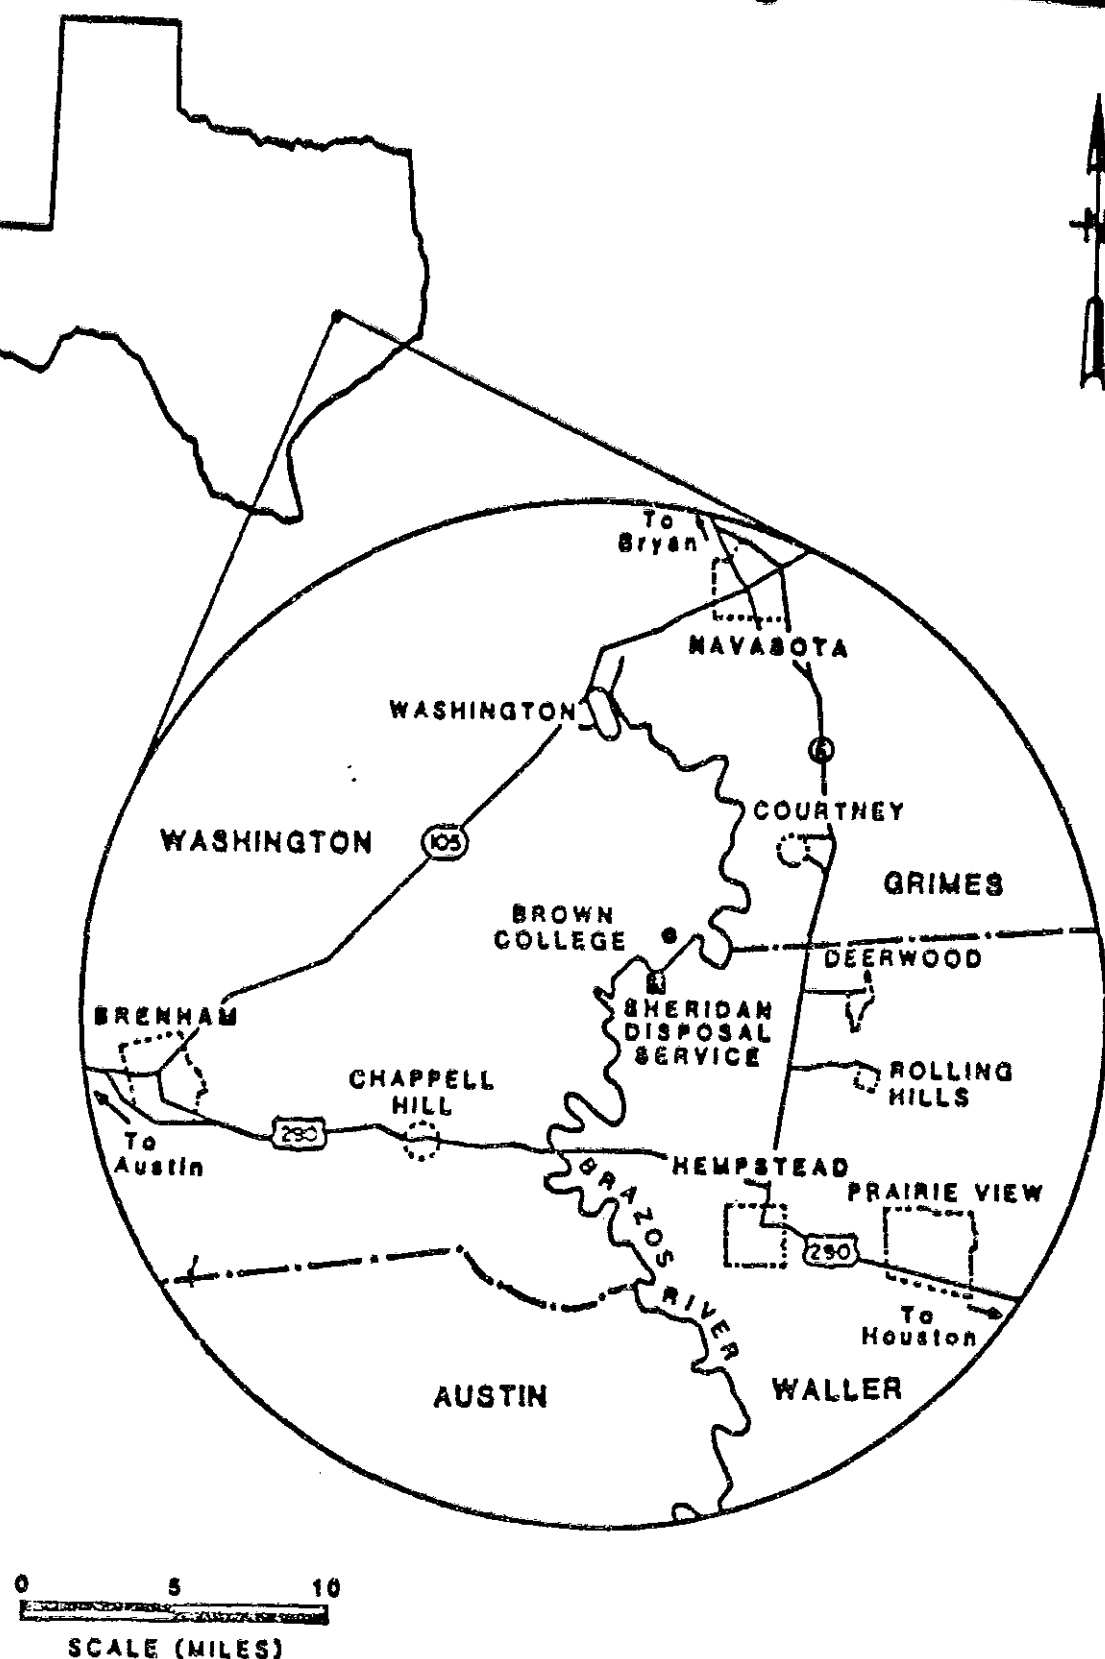 To
Bryan
NAVASOTA
WASHINGTON
6
COURTNEY
WASHINGTON
105
GRIMES
BROWN
COLLEGE
DEERWOOD
SHERIDAN
DISPOSAL
SERVICE
BRENHAM
ROLLING
HILLS
CHAPPELL
HILL
290
To
Austin
HEMPSTEAD
PRAIRIE VIEW
BRAZOS
RIVER
290
To
Houston
AUSTIN
WALLER
0 5 10
SCALE (MILES)